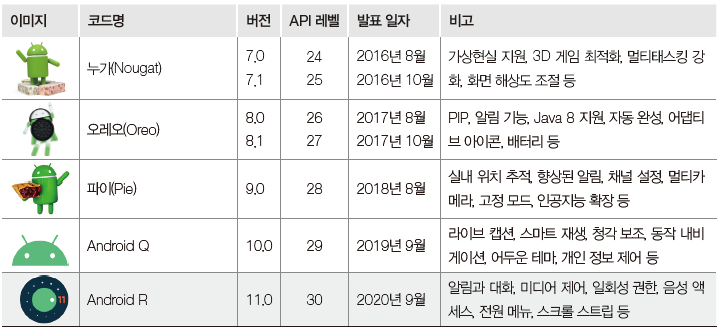 이미지 코드명 버전 API 레벨 발표 일자 비고
누가(Nougat)
7.0 24 2016년 8월 가상현실 지원, 3D 게임 최적화, 멀티태스킹 강
7.1 25 2016년 10월 화, 화면 해상도 조절 등
오레오(Oreo)
8.0 26 2017년 8월 PIP, 알림 기능, Java 8 지원, 자동 완성, 어댑티
8.1 27 2017년 10월 브 아이콘, 배터리 등
파이(Pie) 9.0 28 2018년 8월
실내 위치 추적, 향상된 알림, 채널 설정, 멀티카
메라, 고정 모드, 인공지능 확장 등
Android Q 10.0 29 2019년 9월
라이브 캡션, 스마트 재생, 청각 보조, 동작 내비
게이션, 어두운 테마, 개인 정보 제어 등
11 Android R 11.0 30 2020년 9월
알림과 대화, 미디어 제어, 일회성 권한, 음성 액
세스, 전원 메뉴, 스크롤 스트립 등